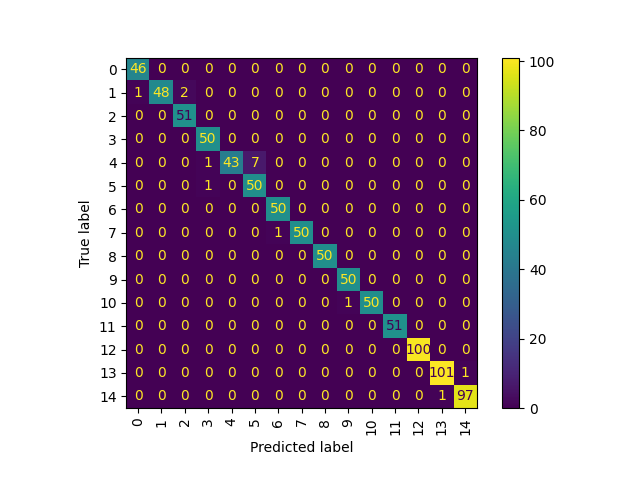 0 46 0 0 0 0 0 0 0 0 0 0 0 0 0 0
1 1 48 2 0 0 0 0 0 0 0 0 0 0 0 0
2 0 0 51 0 0 0 0 0 0 0 0 0 0 0 0
3 0 0 0 50 0 0 0 0 0 0 0 0 0 0 0
4 0 0 0 1 43 7 0 0 0 0 0 0 0 0 0
5 0 0 0 1 0 50 0 0 0 0 0 0 0 0 0
6 0 0 0 0 0 0 50 0 0 0 0 0 0 0 0
7 0 0 0 0 0 0 1 50 0 0 0 0 0 0 0
8 0 0 0 0 0 0 0 0 50 0 0 0 0 0 0
9 0 0 0 0 0 0 0 0 0 50 0 0 0 0 0
10 0 0 0 0 0 0 0 0 0 1 50 0 0 0 0
11 0 0 0 0 0 0 0 0 0 0 0 51 0 0 0
12 0 0 0 0 0 0 0 0 0 0 0 0 100 0 0
13 0 0 0 0 0 0 0 0 0 0 0 0 0 101 1
14 0 0 0 0 0 0 0 0 0 0 0 0 0 1 97
0 1 2 3 4 5 6 7 8 9 10 11 12 13 14
Predicted label
True label
100
80
60
40
20
0